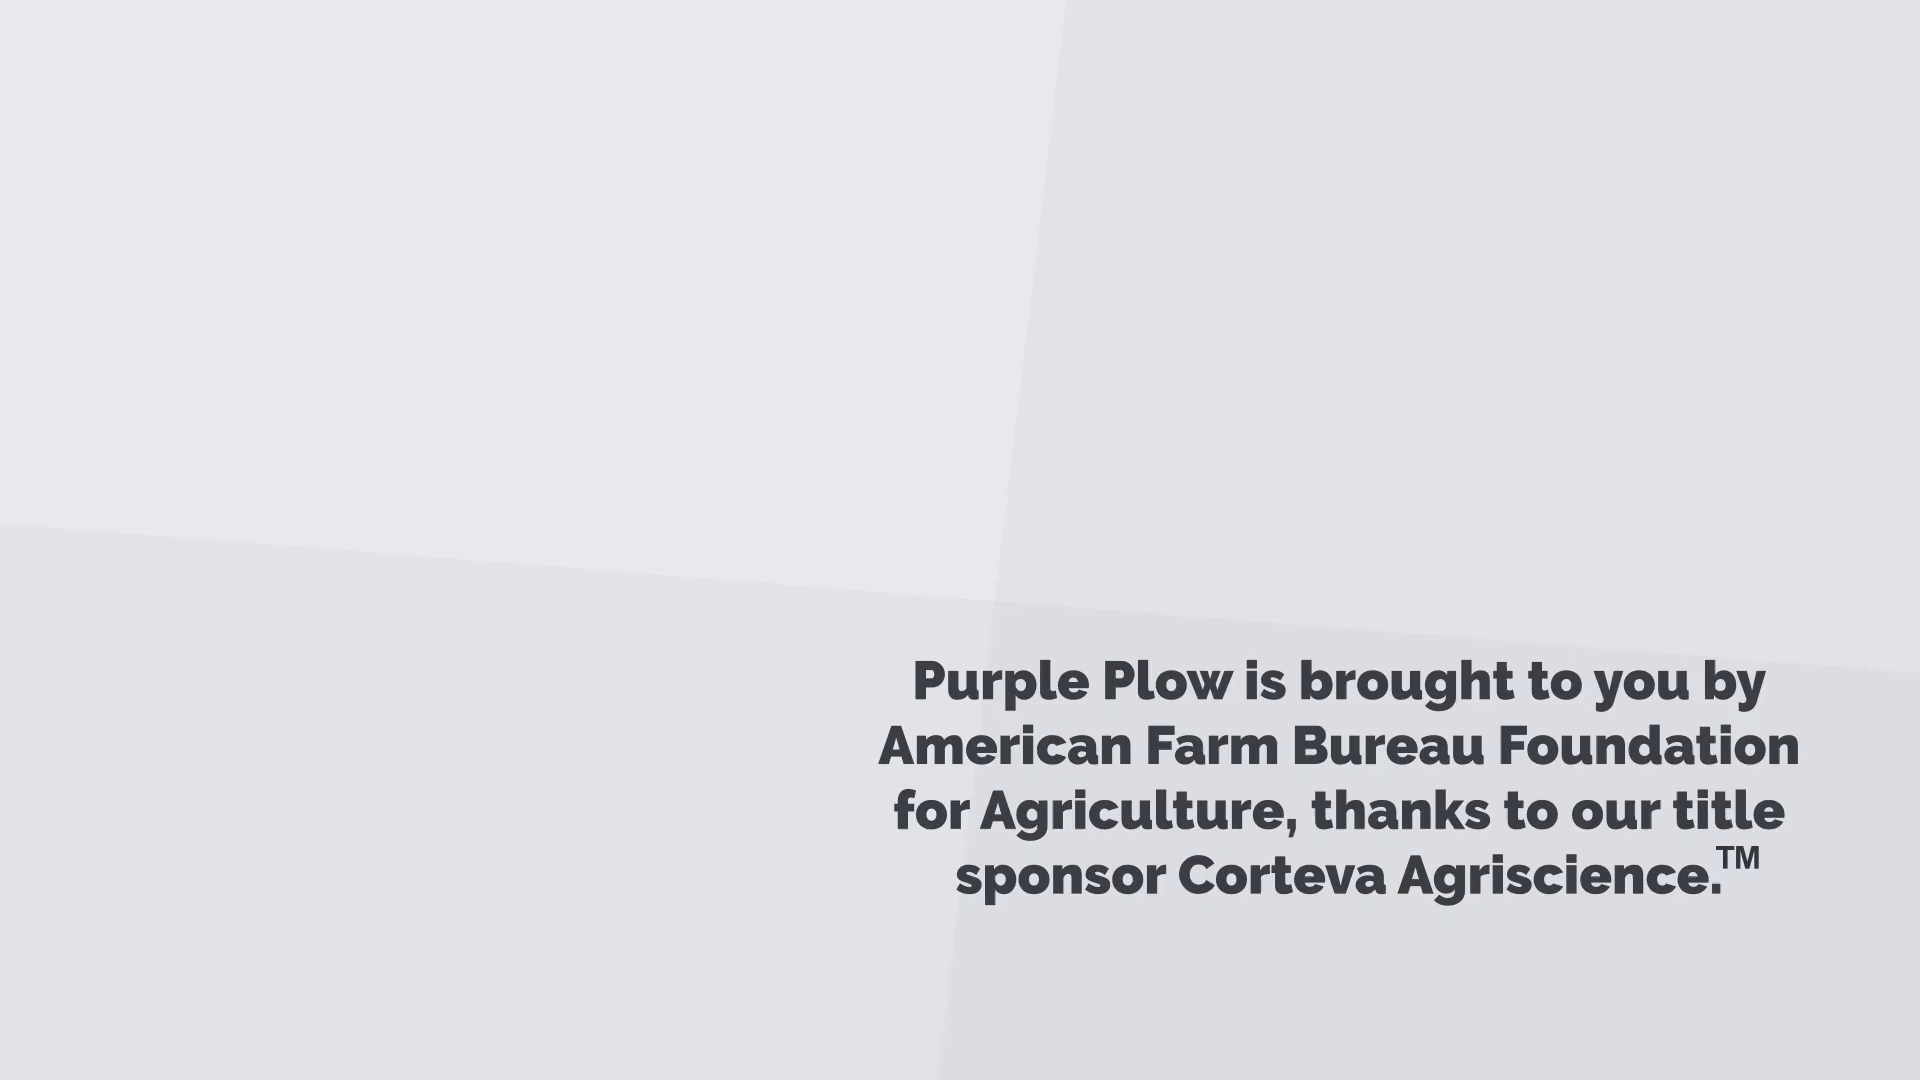 Purple Plow is brought to you by
American Farm Bureau Foundation
for Agriculture, thanks to our title
sponsor Corteva Agriscience.™